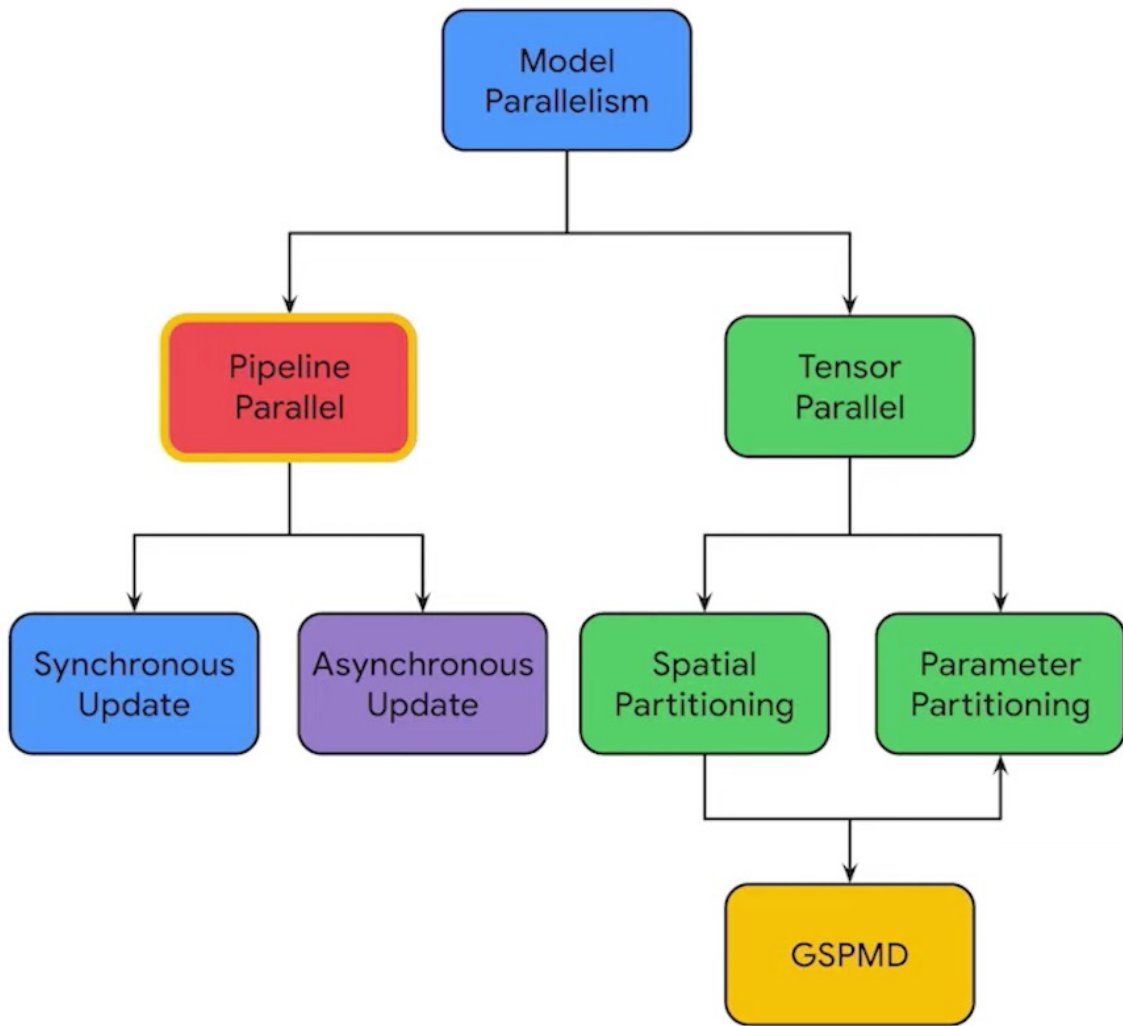 Model
Parallelism
Pipeline
Parallel
Tensor
Parallel
Synchronous
Update
Asynchronous
Update
Spatial
Partitioning
Parameter
Partitioning
GSPMD